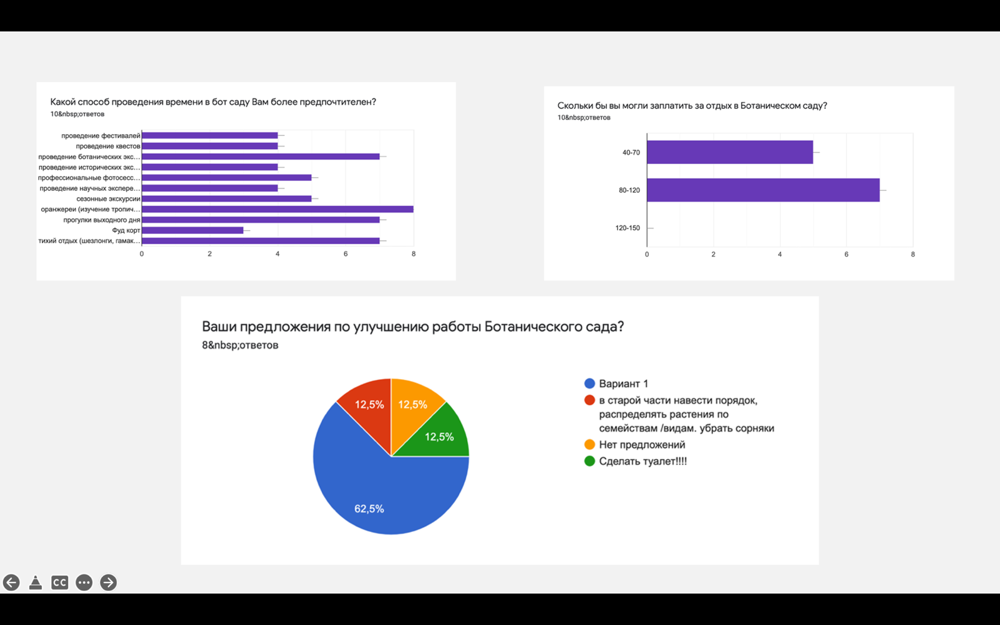 Какой способ проведения времени в бот саду Вам более предпочтителен?
10&nbsp;ответов
проведение фестивалей
проведение квестов
проведение ботанических экс...
проведение исторических экс...
профессиональные фотосесс...
проведение научных экспере...
сезонные экскурсии
оранжереи (изучение тропич...
прогулки выходного дня
Фуд корт
тихий отдых (шезлонги, гамак...
0 2 4 6 8
Скольки бы вы могли заплатить за отдых в Ботаническом саду?
10&nbsp;ответов
40-70
80-120
120-150
0 2 4 6 8
Ваши предложения по улучшению работы Ботанического сада?
8&nbsp;ответов
12,5% 12,5%
12,5%
62,5%
Вариант 1
в старой части навести порядок,
распределять растения по
семействам /видам. убрать сорняки
Нет предложений
Сделать туалет!!!!
CC